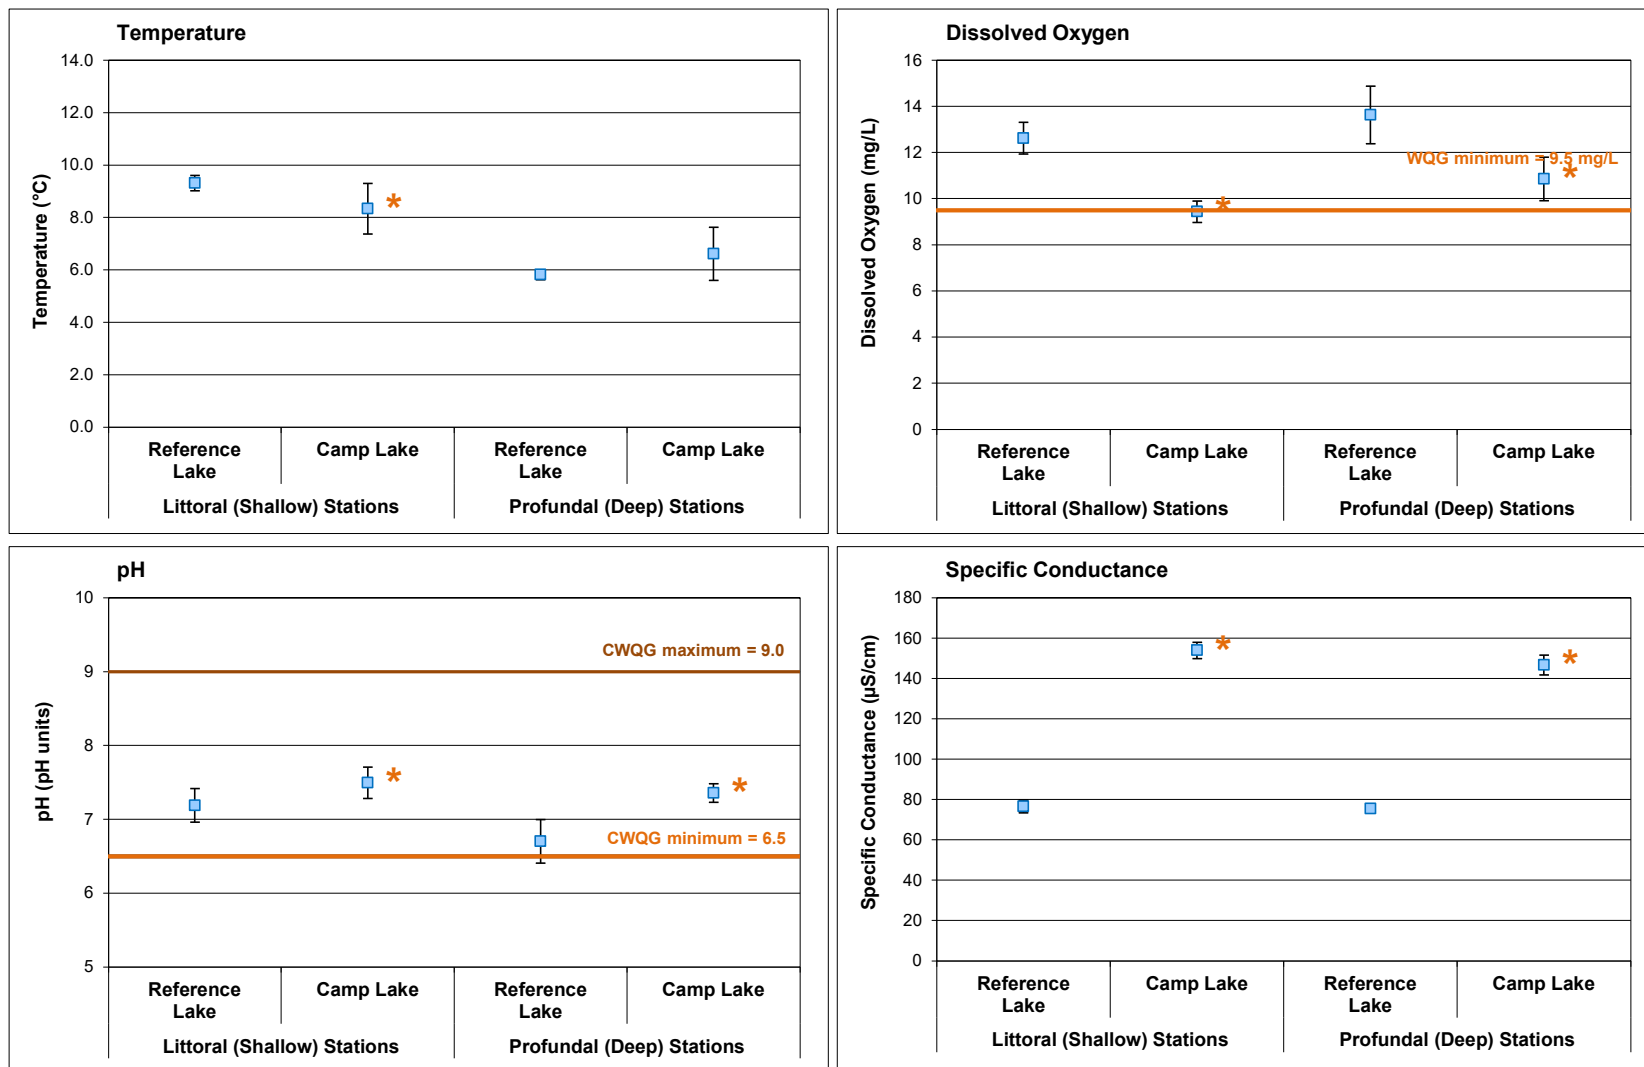 Temperature
14.0
12.0
10.0
8.0
6.0
4.0
2.0
0.0
Temperature (°C)
*
Reference Lake
Camp Lake
Reference Lake
Camp Lake
Littoral (Shallow) Stations
Profundal (Deep) Stations
Dissolved Oxygen
16
14
12
10
8
6
4
2
0
Dissolved Oxygen (mg/L)
WQG minimum = 9.5 mg/L
*
*
Reference Lake
Camp Lake
Reference Lake
Camp Lake
Littoral (Shallow) Stations
Profundal (Deep) Stations
pH
10
9
8
7
6
5
pH (pH units)
CWQG maximum = 9.0
*
*
CWQG minimum = 6.5
Reference Lake
Camp Lake
Reference Lake
Camp Lake
Littoral (Shallow) Stations
Profundal (Deep) Stations
Specific Conductance
180
160
140
120
100
80
60
40
20
0
Specific Conductance (µS/cm)
*
*
Reference Lake
Camp Lake
Reference Lake
Camp Lake
Littoral (Shallow) Stations
Profundal (Deep) Stations